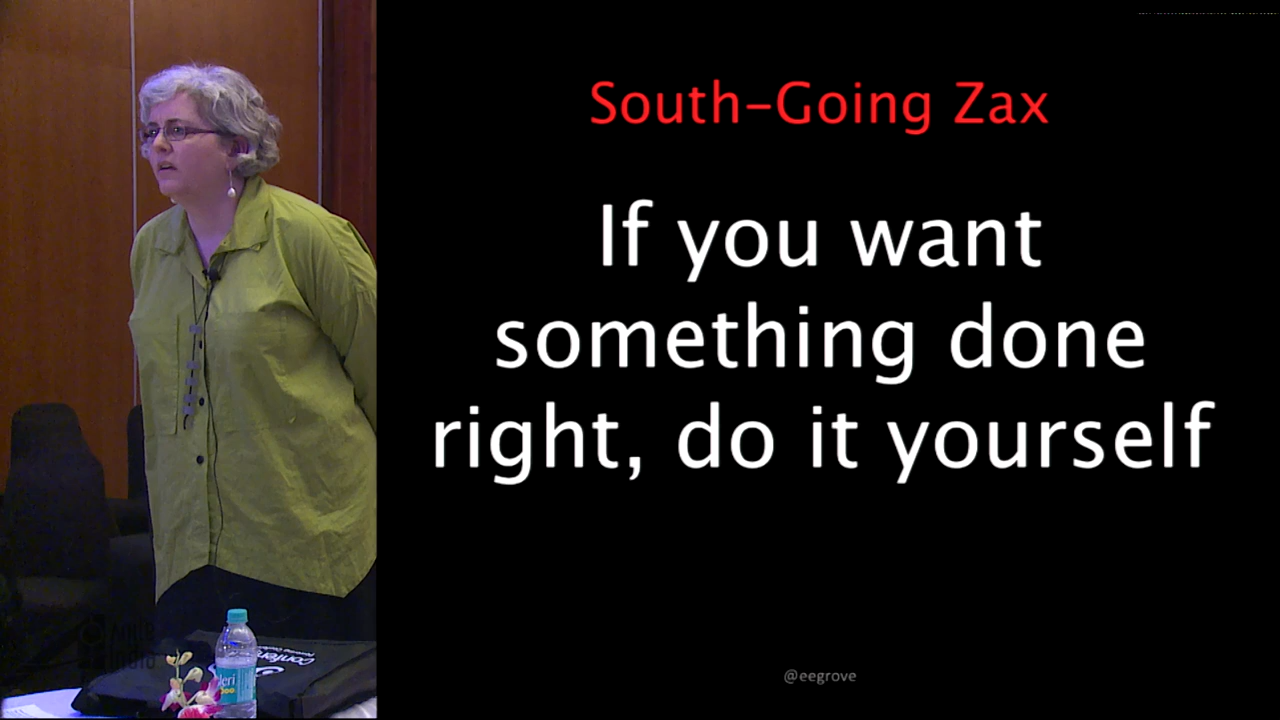 South-Going Zax
If you want
something done
right, do it yourself
@eegrove